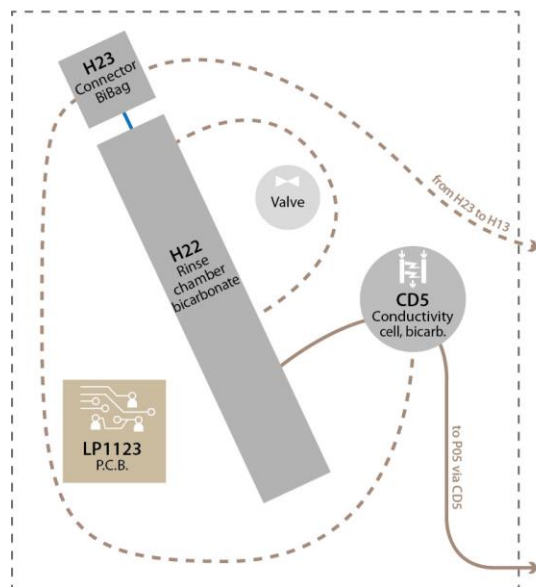 H23
Connector
BiBag
from H23 to H13
Valve
H22
Rinse
chamber
bicarbonate
CD5
Conductivity
cell, bicarb.
LP1123
P.C.B.
to P05 via CD5